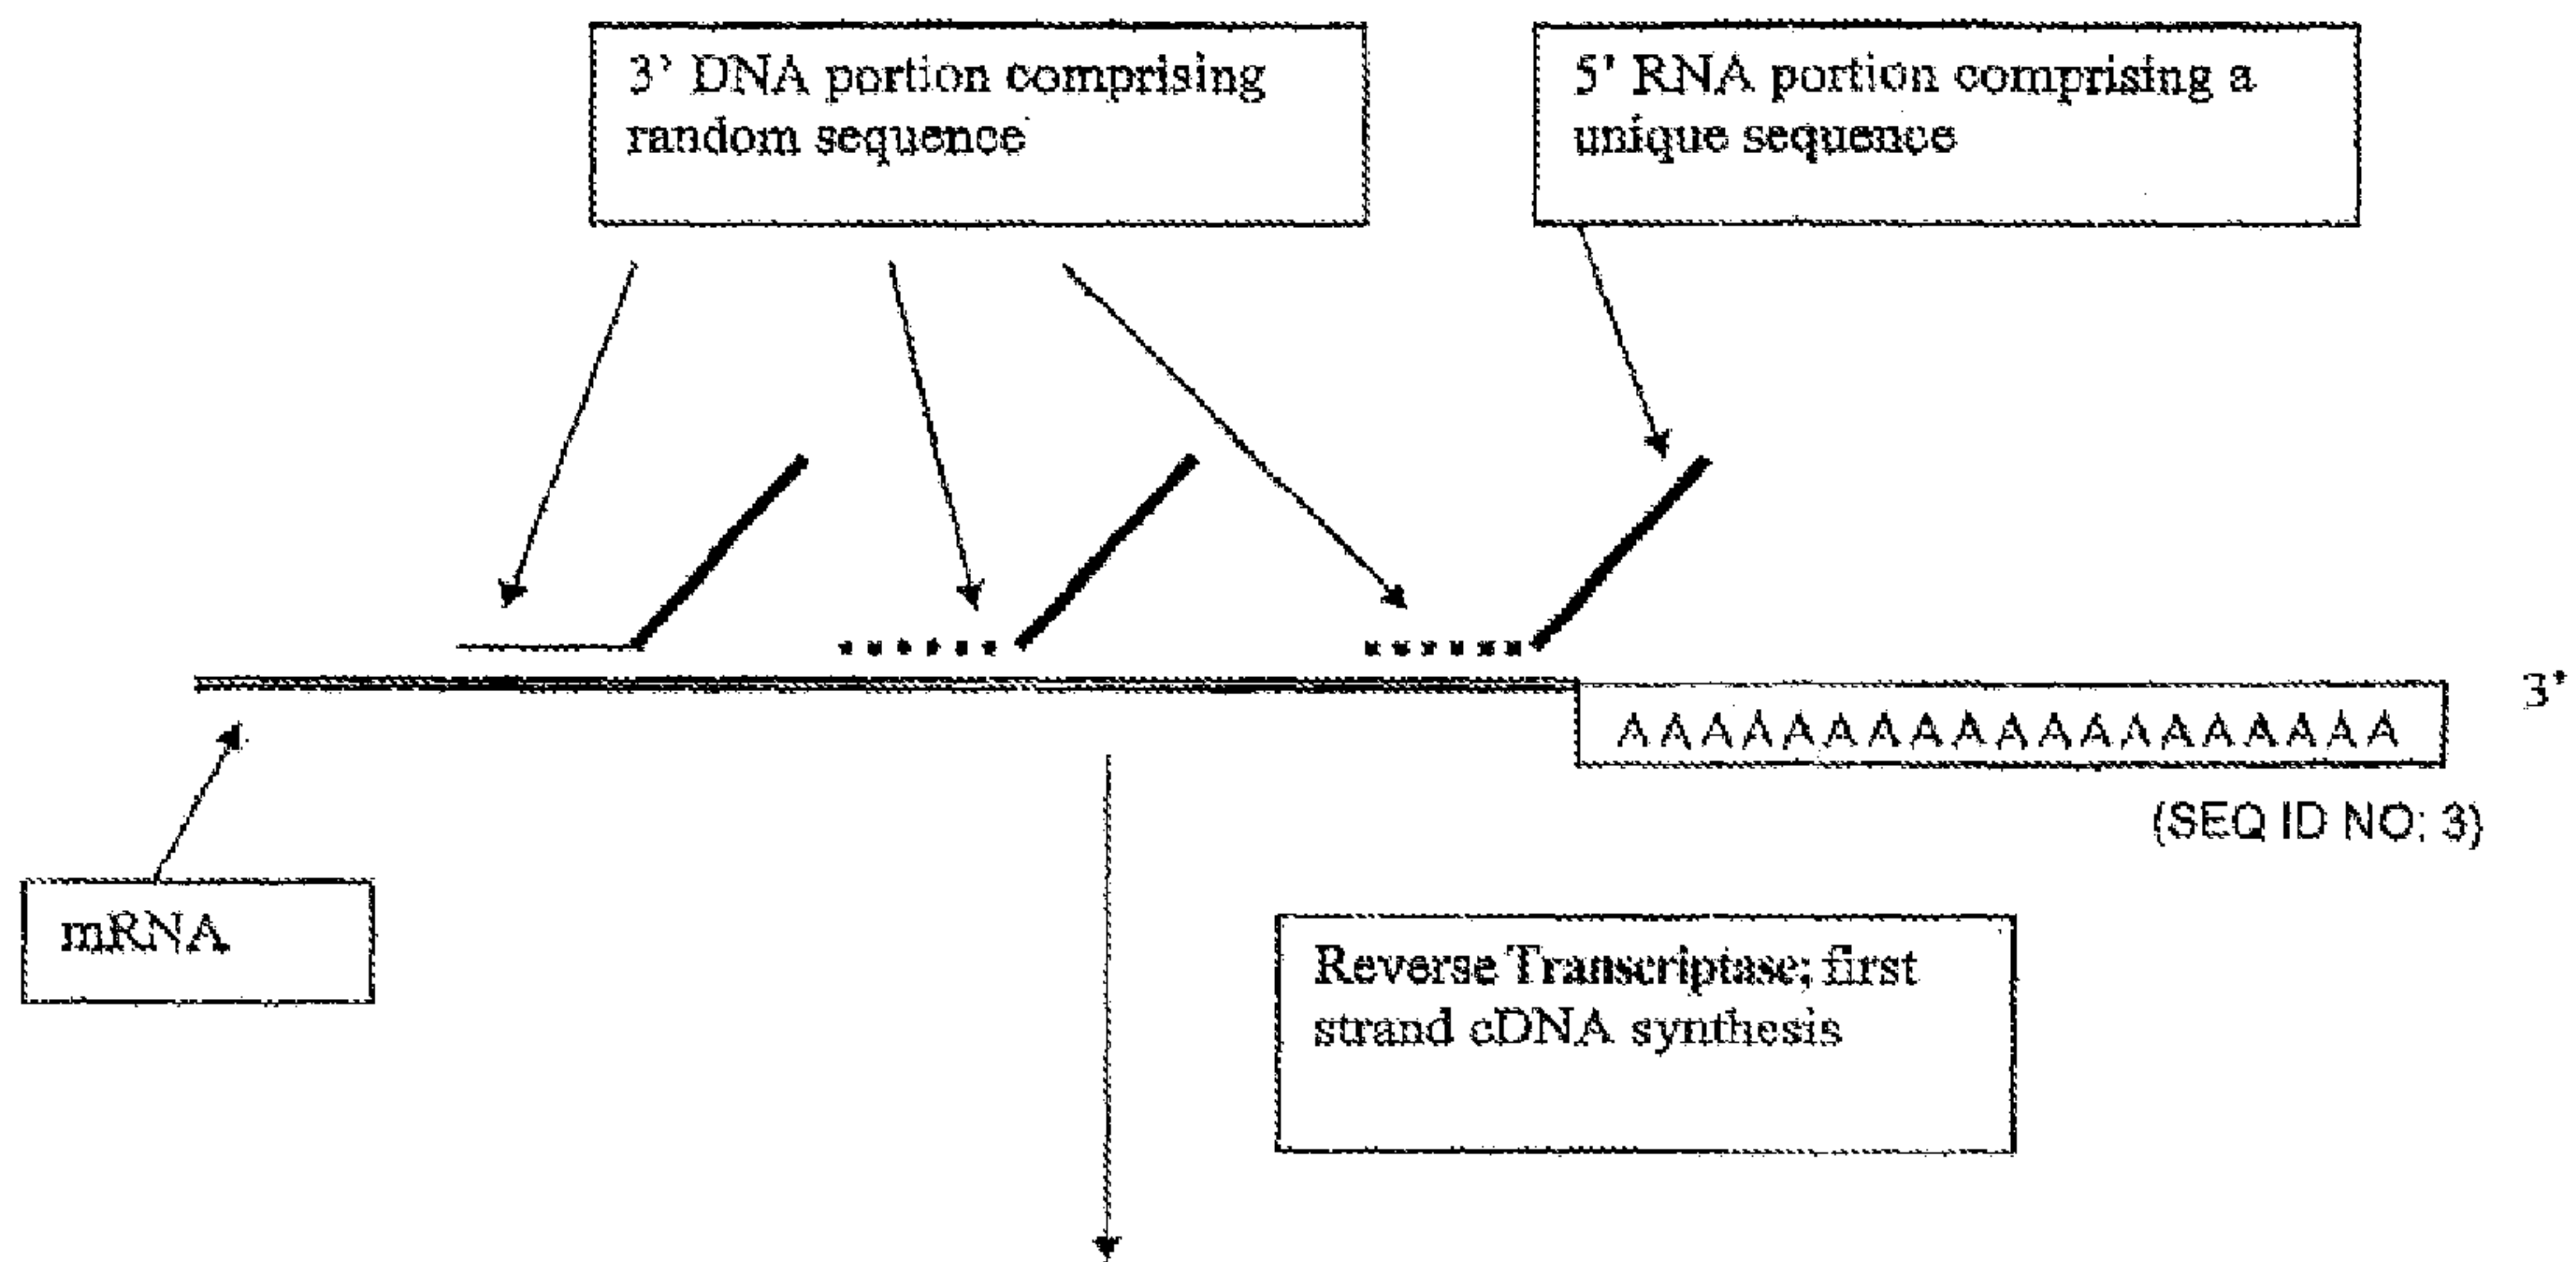 3' DNA portion comprising
random sequence
5' RNA portion comprising a
unique sequence
3'
AAAAAAAAAAAAAAAAAAA
(SEQ ID NO: 3)
mRNA
Reverse Transcriptase; first
strand cDNA synthesis